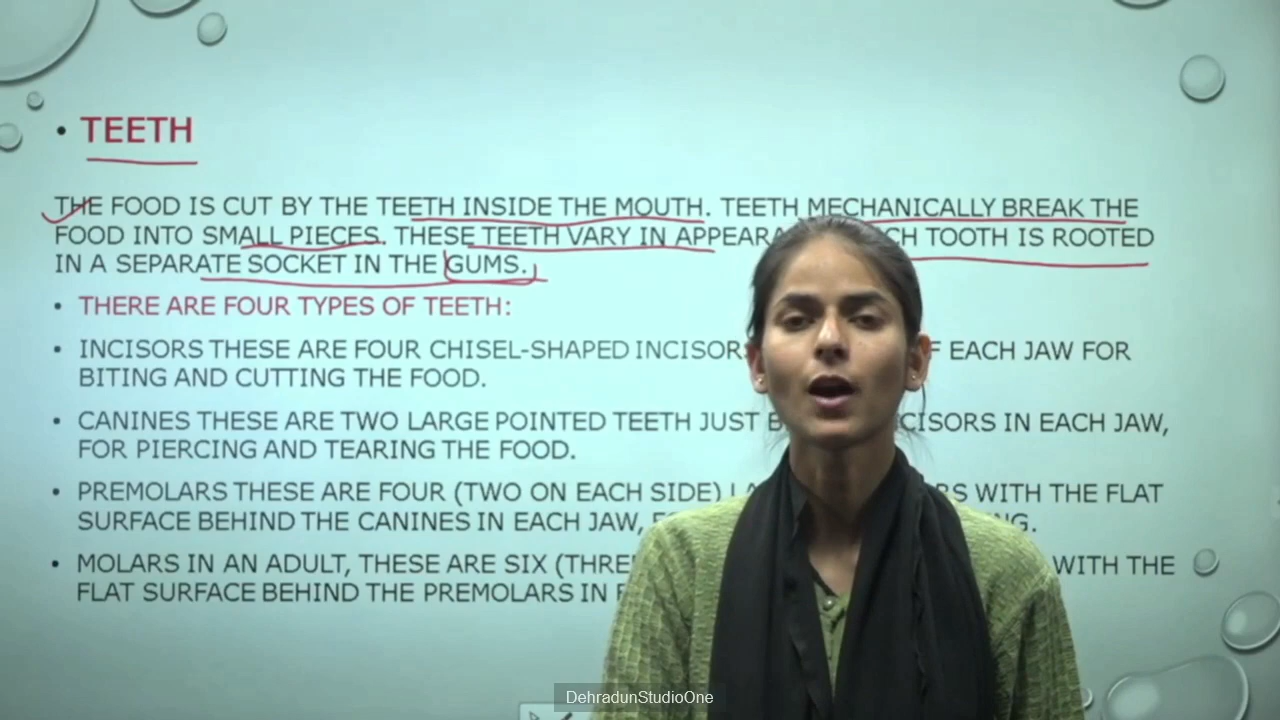 • TEETH
THE FOOD IS CUT BY THE TEETH INSIDE THE MOUTH. TEETH MECHANICALLY BREAK THE
FOOD INTO SMALL PIECES. THESE TEETH VARY IN TOOTH IS ROOTED
IN A SEPARATE SOCKET IN THE GUMS.
• THERE ARE FOUR TYPES OF TEETH:
• INCISORS THESE ARE FOUR CHISEL-SHAPED EACH JAW FOR
BITING AND CUTTING THE FOOD.
• CANINES THESE ARE TWO LARGE POINTED TEETH JUST IN EACH JAW,
FOR PIERCING AND TEARING THE FOOD.
• PREMOLARS THESE ARE FOUR (TWO ON EACH SIDE) WITH THE FLAT
SURFACE BEHIND THE CANINES IN EACH JAW,
• MOLARS IN AN ADULT, THESE ARE SIX WITH THE
FLAT SURFACE BEHIND THE PREMOLARS IN
DehradunStudioOne